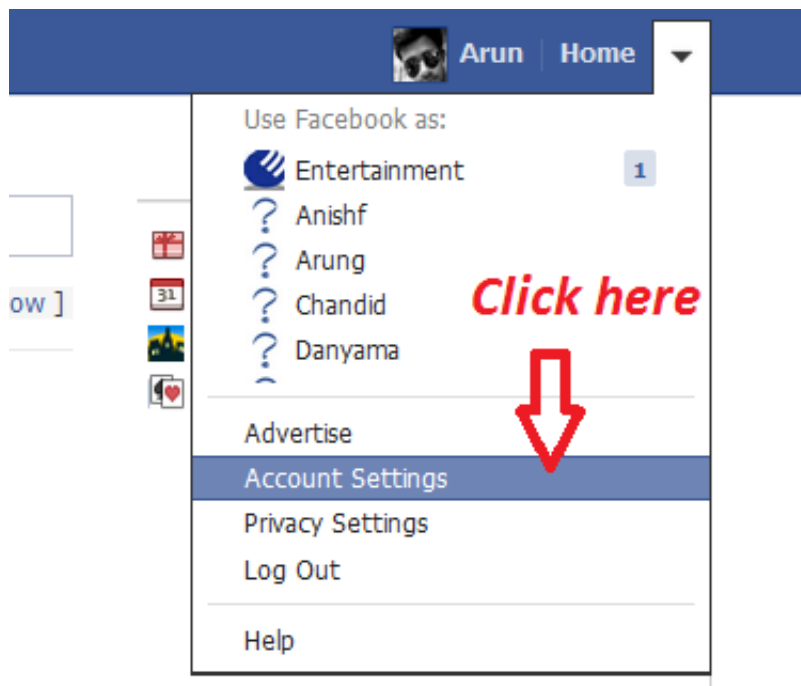 Arun Home
Use Facebook as:
Entertainment 1
Anishf
Arung
Chandid
Danyama
ow ]
31
Click here
Advertise
Account Settings
Privacy Settings
Log Out
Help